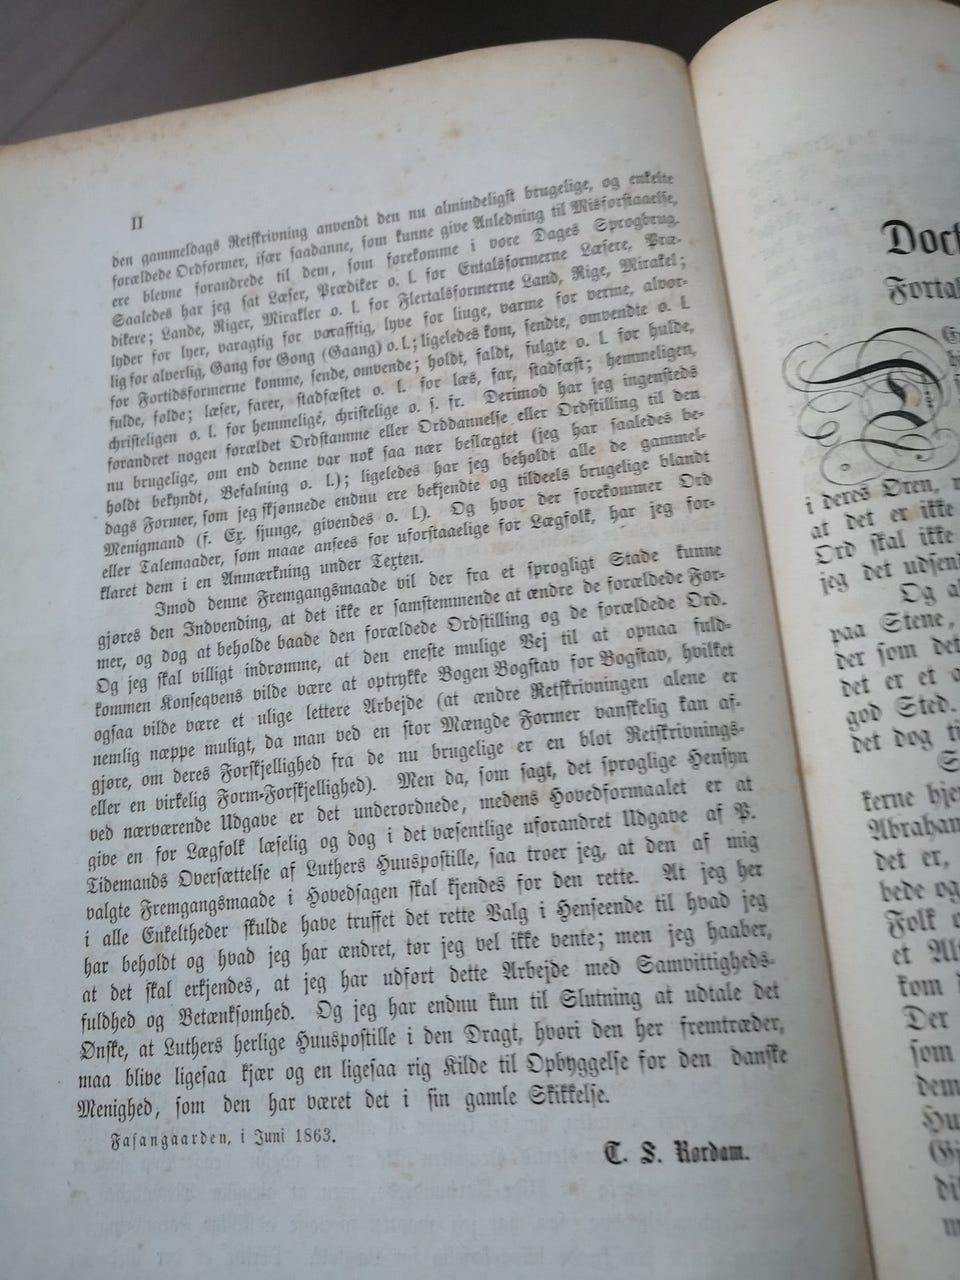 II
den gammeldags Retskrivning anvendt den nu almindeligst brugelige, og enkelte
forældede Ordformer, især saadanne, som kunne give Anledning til Misforstaaelse,
ere blevne forandrede til dem, som forekomme i vore Dages Sprogbrug.
Saaledes har jeg sat Læser, Prædiker o. l. for Entalsformerne Læsere, Præ-
dikere; Lande, Riger, Mirakler o. l. for Flertalsformerne Land, Rige, Mirakel;
lyder for lyer, varagtig for varafftig, lyve for liuge, varme for verme, alvor-
lig for alverlig, Gang for Gong (Gaang) o. l.; ligeledes kom, sendte, omvendte o. l.
for Fortidsformerne komme, sende, omvende; holdt, faldt, fulgte o. l. for hulde,
fulde, folde; læser, farer, stadfæstet o. l. for læs, far, stadfæst; hemmeligen,
christeligen o. l. for hemmelige, christelige o. s. fr. Derimod har jeg ingensteds
forandret nogen forældet Ordstamme eller Orddannelse eller Ordstilling til den
nu brugelige, om end denne var nok saa nær beslægtet (jeg har saaledes be-
holdt bekyndt, Befalning o. l.); ligeledes har jeg beholdt alle de gammel-
dags Former, som jeg skjønnede endnu ere bekjendte og tildeels brugelige blandt
Menigmand (f. Ex. sjunge, givendes o. l.). Og hvor der forekommer Ord
eller Talemaader, som maae ansees for uforstaaelige for Lægfolk, har jeg for-
klaret dem i en Anmærkning under Texten.
Imod denne Fremgangsmaade vil der fra et sprogligt Stade kunne
gjøres den Indvending, at det ikke er samstemmende at ændre de forældede For-
mer, og dog at beholde baade den forældede Ordstilling og de forældede Ord.
Og jeg skal villigt indrømme, at den eneste mulige Vej til at opnaa fuld-
kommen Konseqvens vilde være at optrykke Bogen Bogstav for Bogstav, hvilket
ogsaa vilde være et ulige lettere Arbejde (at ændre Retskrivningen alene er
nemlig næppe muligt, da man ved en stor Mængde Former vanskelig kan af-
gjøre, om deres Forskjellighed fra de nu brugelige er en blot Retskrivnings-
eller en virkelig Form-Forskjellighed). Men da, som sagt, det sproglige Hensyn
ved nærværende Udgave er det underordnede, medens Hovedformaalet er at
give en for Lægfolk læselig og dog i det væsentlige uforandret Udgave af P.
Tidemands Oversættelse af Luthers Huuspostille, saa troer jeg, at den af mig
valgte Fremgangsmaade i Hovedsagen skal kjendes for den rette. At jeg her
i alle Enkeltheder skulde have truffet det rette Valg i Henseende til hvad jeg
har beholdt og hvad jeg har ændret, tør jeg vel ikke vente; men jeg haaber,
at det skal erkjendes, at jeg har udført dette Arbejde med Samvittigheds-
fuldhed og Betænksomhed. Og jeg har endnu kun til Slutning at udtale det
Ønske, at Luthers herlige Huuspostille i den Dragt, hvori den her fremtræder,
maa blive ligesaa kjær og en ligesaa rig Kilde til Opbyggelse for den danske
Menighed, som den har været det i sin gamle Skikkelse.
Fasangaarden, i Juni 1863.
T. S. Rørdam.
Doct
Fortal
i deres Øren,
at det er ikke
Ord skal ikke
jeg det udsen
Og al
paa Stene,
der som det
det er et o
god Sted.
det dog ti
S
kerne hje
Abraham
det er,
bede og
Folk o
et Alt
kom
Der
som
dem
Hu
Gj
di